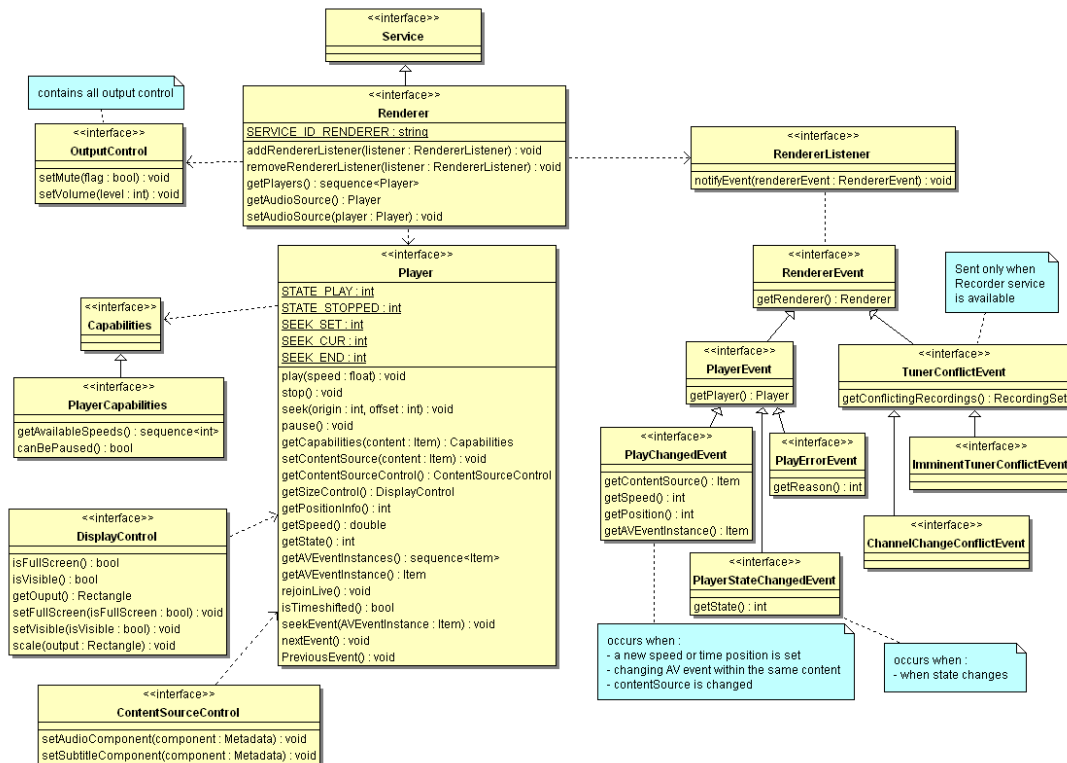 <<interface>>
Service
contains all output control
<<interface>>
OutputControl
setMute(flag : bool) : void
setVolume(level : int) : void
<<interface>>
Renderer
SERVICE_ID_RENDERER : string
addRendererListener(listener : RendererListener) : void
removeRendererListener(listener : RendererListener) : void
getPlayers() : sequence<Player>
getAudioSource() : Player
setAudioSource(player : Player) : void
<<interface>>
RendererListener
notifyEvent(rendererEvent : RendererEvent) : void
<<interface>>
Player
STATE_PLAY : int
STATE_STOPPED : int
SEEK_SET : int
SEEK_CUR : int
SEEK_END : int
play(speed : float) : void
stop() : void
seek(origin : int, offset : int) : void
pause() : void
getCapabilities(content : Item) : Capabilities
setContentSource(content : Item) : void
getContentSourceControl() : ContentSourceControl
getSizeControl() : DisplayControl
getPositionInfo() : int
getSpeed() : double
getState() : int
getAVEventInstances() : sequence<Item>
getAVEventInstance() : Item
rejoinLive() : void
isTimeshifted() : bool
seekEvent(AVEventInstance : Item) : void
nextEvent() : void
PreviousEvent() : void
<<interface>>
Capabilities
<<interface>>
PlayerCapabilities
getAvailableSpeeds() : sequence<int>
canBePaused() : bool
<<interface>>
DisplayControl
isFullScreen() : bool
isVisible() : bool
getOuput() : Rectangle
setFullScreen(isFullScreen : bool) : void
setVisible(isVisible : bool) : void
scale(output : Rectangle) : void
<<interface>>
ContentSourceControl
setAudioComponent(component : Metadata) : void
setSubtitleComponent(component : Metadata) : void
<<interface>>
RendererEvent
getRenderer() : Renderer
Sent only when
Recorder service
is available
<<interface>>
PlayerEvent
getPlayer() : Player
<<interface>>
TunerConflictEvent
getConflictingRecordings() : RecordingSet
<<interface>>
PlayChangedEvent
getContentSource() : Item
getSpeed() : int
getPosition() : int
getAVEventInstance() : Item
<<interface>>
PlayErrorEvent
getReason() : int
<<interface>>
ImminentTunerConflictEvent
<<interface>>
ChannelChangeConflictEvent
<<interface>>
PlayerStateChangedEvent
getState() : int
occurs when :
- a new speed or time position is set
- changing AV event within the same content
- contentSource is changed
occurs when :
- when state changes